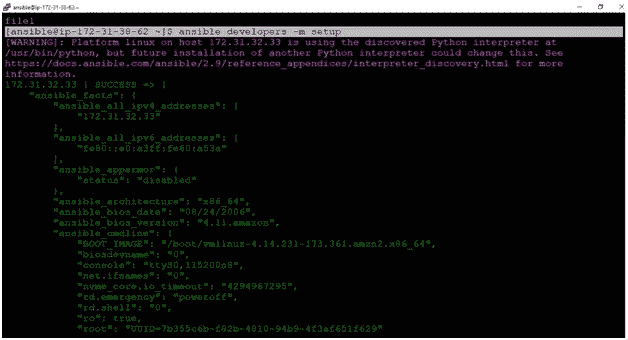 ansible@ip-172-31-38-62:~
file1
[ansible@ip-172-31-38-62 ~]$ ansible developers -m setup
[WARNING]: Platform linux on host 172.31.32.33 is using the discovered Python interpreter at
/usr/bin/python, but future installation of another Python interpreter could change this. See
https://docs.ansible.com/ansible/2.9/reference_appendices/interpreter_discovery.html for more
information.
172.31.32.33 | SUCCESS => {
"ansible_facts": {
"ansible_all_ipv4_addresses": [
"172.31.32.33"
],
"ansible_all_ipv6_addresses": [
"fe80::e0:a3ff:fe60:a53a"
],
"ansible_apparmor": {
"status": "disabled"
},
"ansible_architecture": "x86_64",
"ansible_bios_date": "08/24/2006",
"ansible_bios_version": "4.11.amazon",
"ansible_cmdline": {
"BOOT_IMAGE": "/boot/vmlinuz-4.14.231-173.361.amzn2.x86_64",
"biosdevname": "0",
"console": "ttyS0,115200n8",
"net.ifnames": "0",
"nvme_core.io_timeout": "4294967295",
"rd.emergency": "poweroff",
"rd.shell": "0",
"ro": true,
"root": "UUID=7b355c6b-f82b-4810-94b9-4f3af651f629"